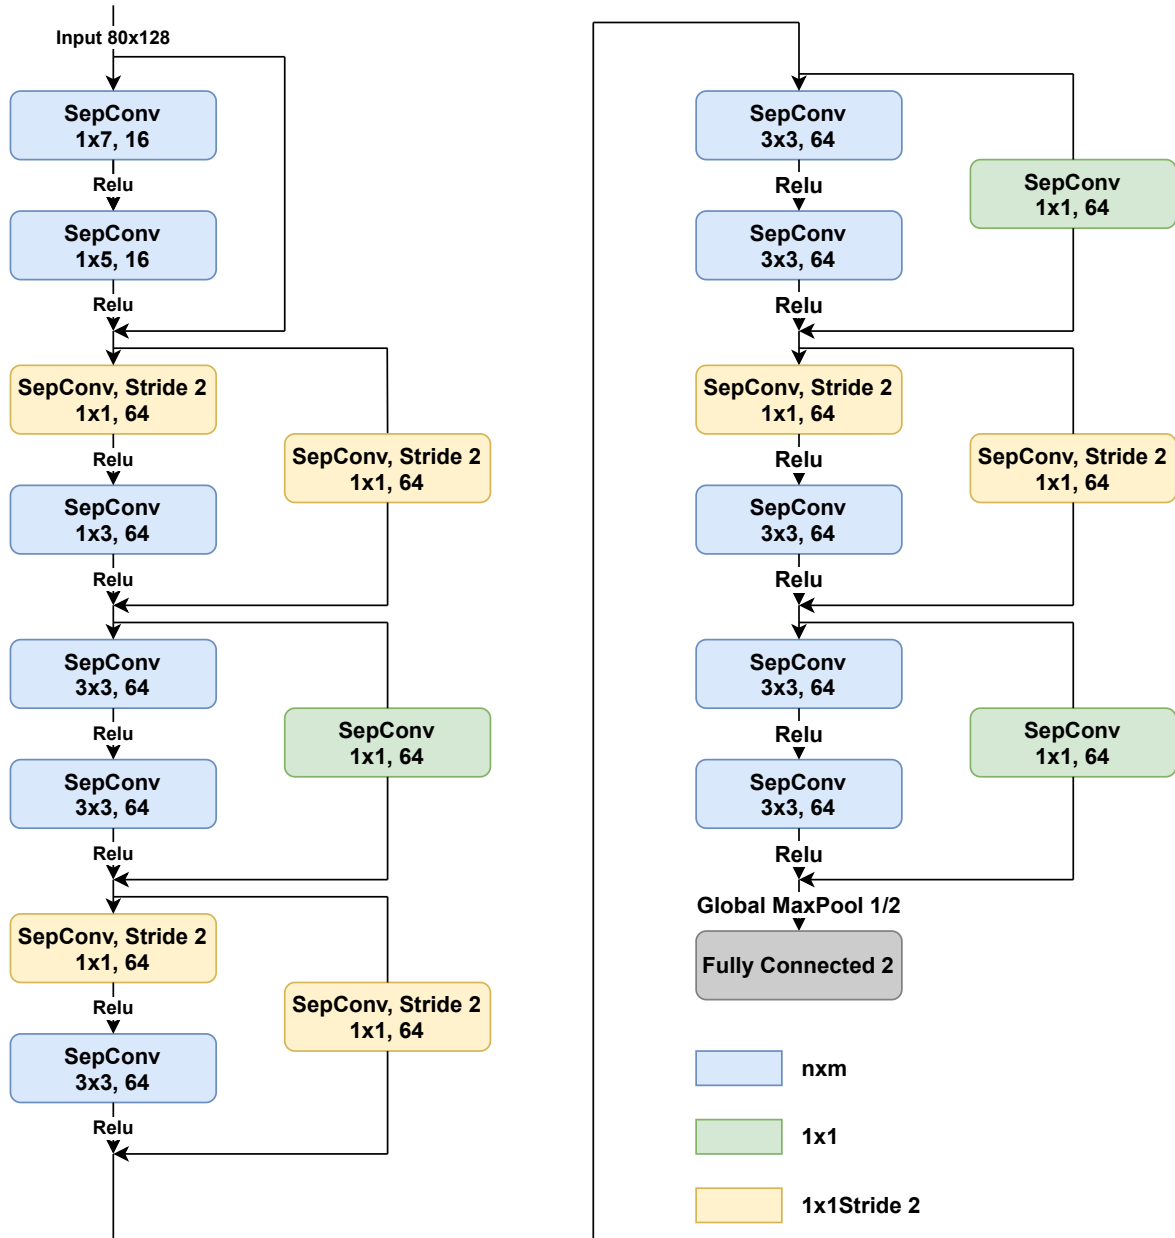 Input 80x128
SepConv
1x7, 16
Relu
SepConv
1x5, 16
Relu
SepConv, Stride 2
1x1, 64
Relu
SepConv, Stride 2
1x1, 64
SepConv
1x3, 64
Relu
SepConv
3x3, 64
Relu
SepConv
1x1, 64
SepConv
3x3, 64
Relu
SepConv, Stride 2
1x1, 64
Relu
SepConv, Stride 2
1x1, 64
SepConv
3x3, 64
Relu
SepConv
3x3, 64
Relu
SepConv
1x1, 64
SepConv
3x3, 64
Relu
SepConv, Stride 2
1x1, 64
Relu
SepConv, Stride 2
1x1, 64
SepConv
3x3, 64
Relu
SepConv
3x3, 64
Relu
SepConv
1x1, 64
SepConv
3x3, 64
Relu
Global MaxPool 1/2
Fully Connected 2
nxm
1x1
1x1Stride 2